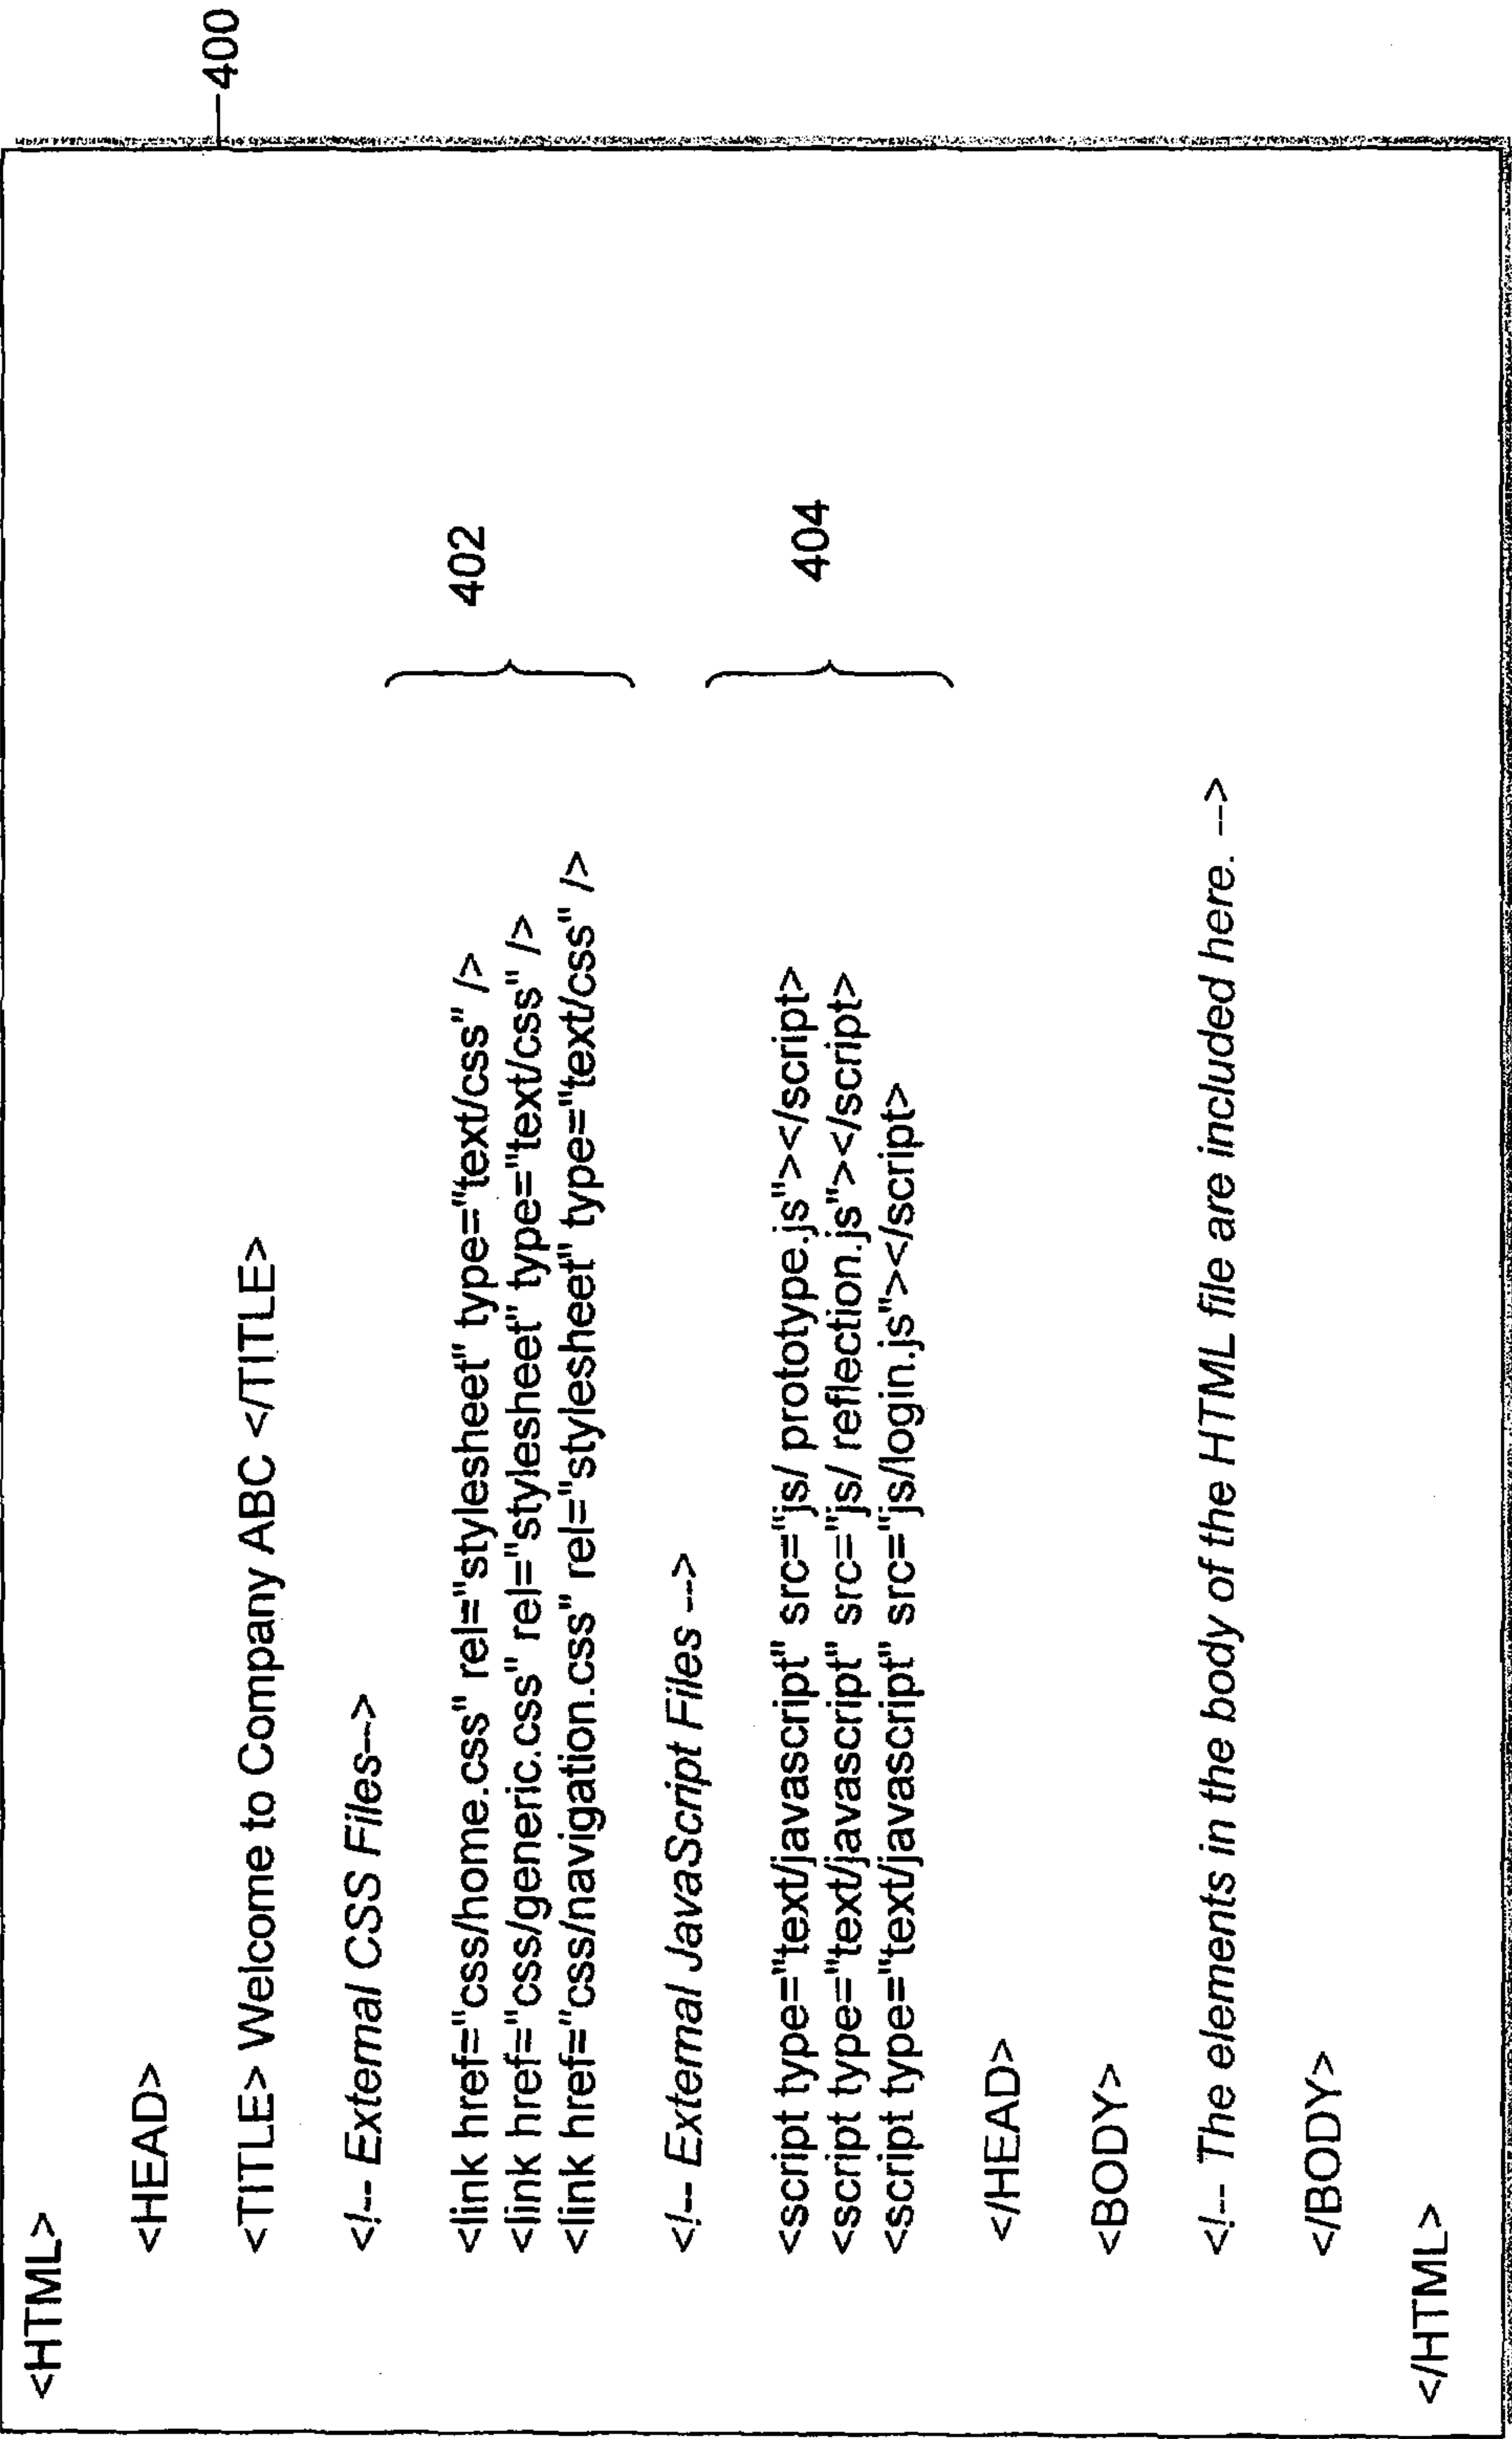 400
<HTML>
<HEAD>
<TITLE> Welcome to Company ABC </TITLE>
<!-- External CSS Files-->
<link href="css/home.css" rel="stylesheet" type="text/css" />
<link href="css/generic.css" rel="stylesheet" type="text/css" />
<link href="css/navigation.css" rel="stylesheet" type="text/css" />
402
<!-- External JavaScript Files -->
<script type="text/javascript" src="js/ prototype.js"></script>
<script type="text/javascript" src="js/ reflection.js"></script>
<script type="text/javascript" src="js/login.js"></script>
404
</HEAD>
<BODY>
<!-- The elements in the body of the HTML file are included here. -->
</BODY>
</HTML>